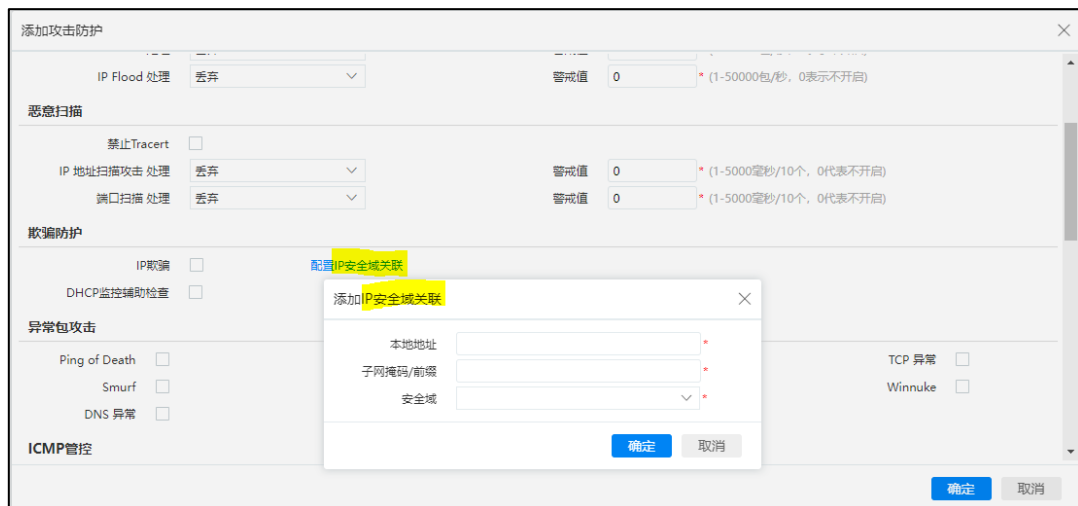 添加攻击防护
IP Flood 处理 丢弃 警戒值 0 * (1-50000包/秒，0表示不开启)
恶意扫描
禁止Tracert
IP 地址扫描攻击 处理 丢弃 警戒值 0 * (1-5000毫秒/10个，0代表不开启)
端口扫描 处理 丢弃 警戒值 0 * (1-5000毫秒/10个，0代表不开启)
欺骗防护
IP欺骗 配置IP安全域关联
DHCP监控辅助检查
添加IP安全域关联
异常包攻击
本地地址 *
Ping of Death TCP 异常
子网掩码/前缀 *
Smurf Winnuke
安全域 *
DNS 异常
ICMP管控
确定 取消
确定 取消